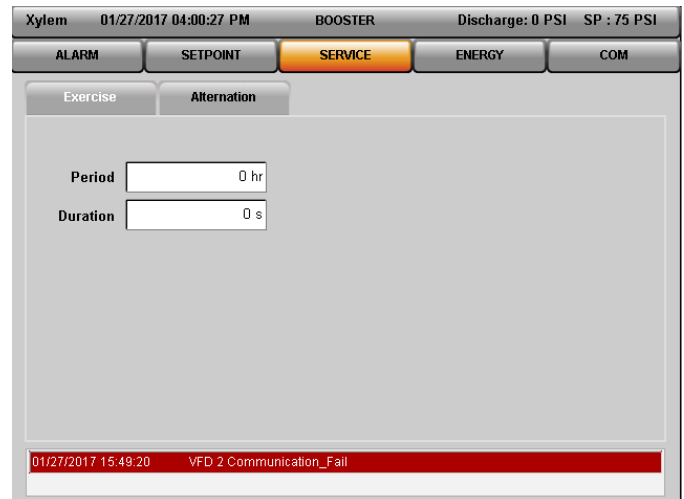 Xylem 01/27/2017 04:00:27 PM BOOSTER Discharge: 0 PSI SP : 75 PSI
ALARM SETPOINT SERVICE ENERGY COM
Exercise Alternation
Period 0 hr
Duration 0 s
01/27/2017 15:49:20 VFD 2 Communication_Fail